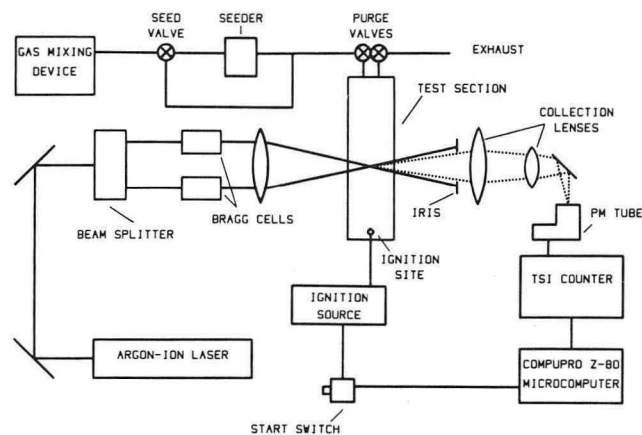 SEED
VALVE
SEEDER
PURGE
VALVES
GAS MIXING
DEVICE
EXHAUST
TEST SECTION
COLLECTION
LENSES
BRAGG CELLS
BEAM SPLITTER
IRIS
PM TUBE
IGNITION
SITE
IGNITION
SOURCE
TSI COUNTER
ARGON-ION LASER
COMPUPRO Z-80
MICROCOMPUTER
START SWITCH